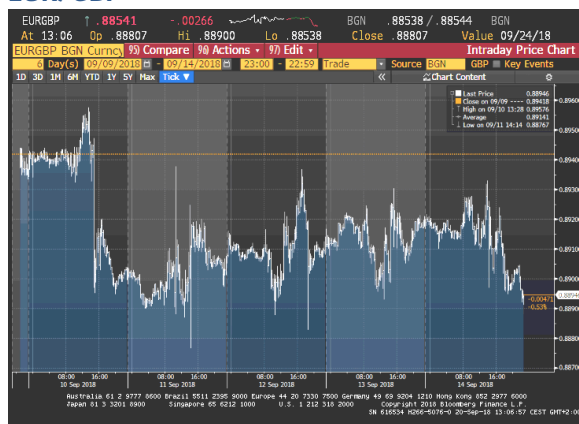 EURGBP ↑ .88541 -.00266 BGN .88538 / .88544 BGN
At 13:06 Op .88807 Hi .88900 Lo .88538 Close .88807 Value 09/24/18
EURGBP BGN Curncy 95) Compare 96) Actions 97) Edit Intraday Price Chart
6 Day(s) 09/09/2018 - 09/14/2018 23:00 - 22:59 Trade Source BGN GBP Key Events
1D 3D 1M 6M YTD 1Y 5Y Max Tick ▼ « Chart Content
Last Price 0.88946
Close on 09/09 ---- 0.89418
High on 09/10 13:28 0.89576
Average 0.89141
Low on 09/11 14:14 0.88767
0.8960
0.8950
0.8930
0.8920
0.8910
0.8900
0.88946
-0.00471
-0.53%
0.8890
0.8880
0.8870
08:00 16:00 08:00 16:00 08:00 16:00 08:00 16:00 08:00 16:00
10 Sep 2018 11 Sep 2018 12 Sep 2018 13 Sep 2018 14 Sep 2018
Australia 61 2 9777 8600 Brazil 5511 2395 9000 Europe 44 20 7330 7500 Germany 49 69 9204 1210 Hong Kong 852 2977 6000
Japan 81 3 3201 8900 Singapore 65 6212 1000 U.S. 1 212 318 2000 Copyright 2018 Bloomberg Finance L.P.
SN 616534 H266-5076-0 20-Sep-18 13:06:57 CEST GMT+2:00